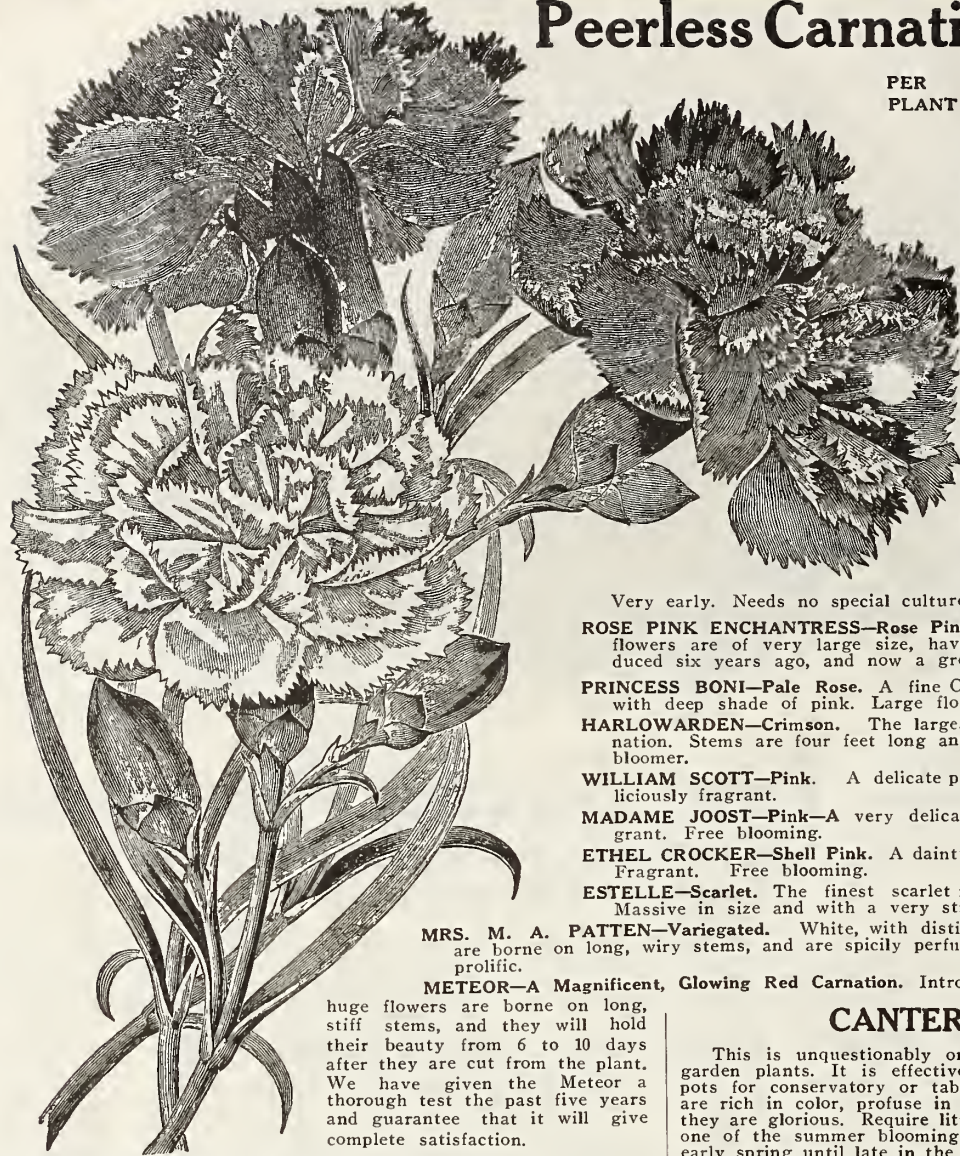 Peerless Carnati
PER
PLANT
Very early. Needs no special culture
ROSE PINK ENCHANTRESS—Rose Pin
flowers are of very large size, hav
duced six years ago, and now a gr
PRINCESS BONI—Pale Rose. A fine C
with deep shade of pink. Large flo
HARLOWARDEN—Crimson. The large
nation. Stems are four feet long an
bloomer.
WILLIAM SCOTT—Pink. A delicate p
liciously fragrant.
MADAME JOOST—Pink—A very delica
grant. Free blooming.
ETHEL CROCKER—Shell Pink. A daint
Fragrant. Free blooming.
ESTELLE—Scarlet. The finest scarlet
Massive in size and with a very st
MRS. M. A. PATTEN—Variegated. White, with disti
are borne on long, wiry stems, and are spicily perfu
prolific.
METEOR—A Magnificent, Glowing Red Carnation. Intro
huge flowers are borne on long,
stiff stems, and they will hold
their beauty from 6 to 10 days
after they are cut from the plant.
We have given the Meteor a
thorough test the past five years
and guarantee that it will give
complete satisfaction.
CANTER
This is unquestionably o
garden plants. It is effective
pots for conservatory or tab
are rich in color, profuse in
they are glorious. Require lit
one of the summer blooming
early spring until late in the